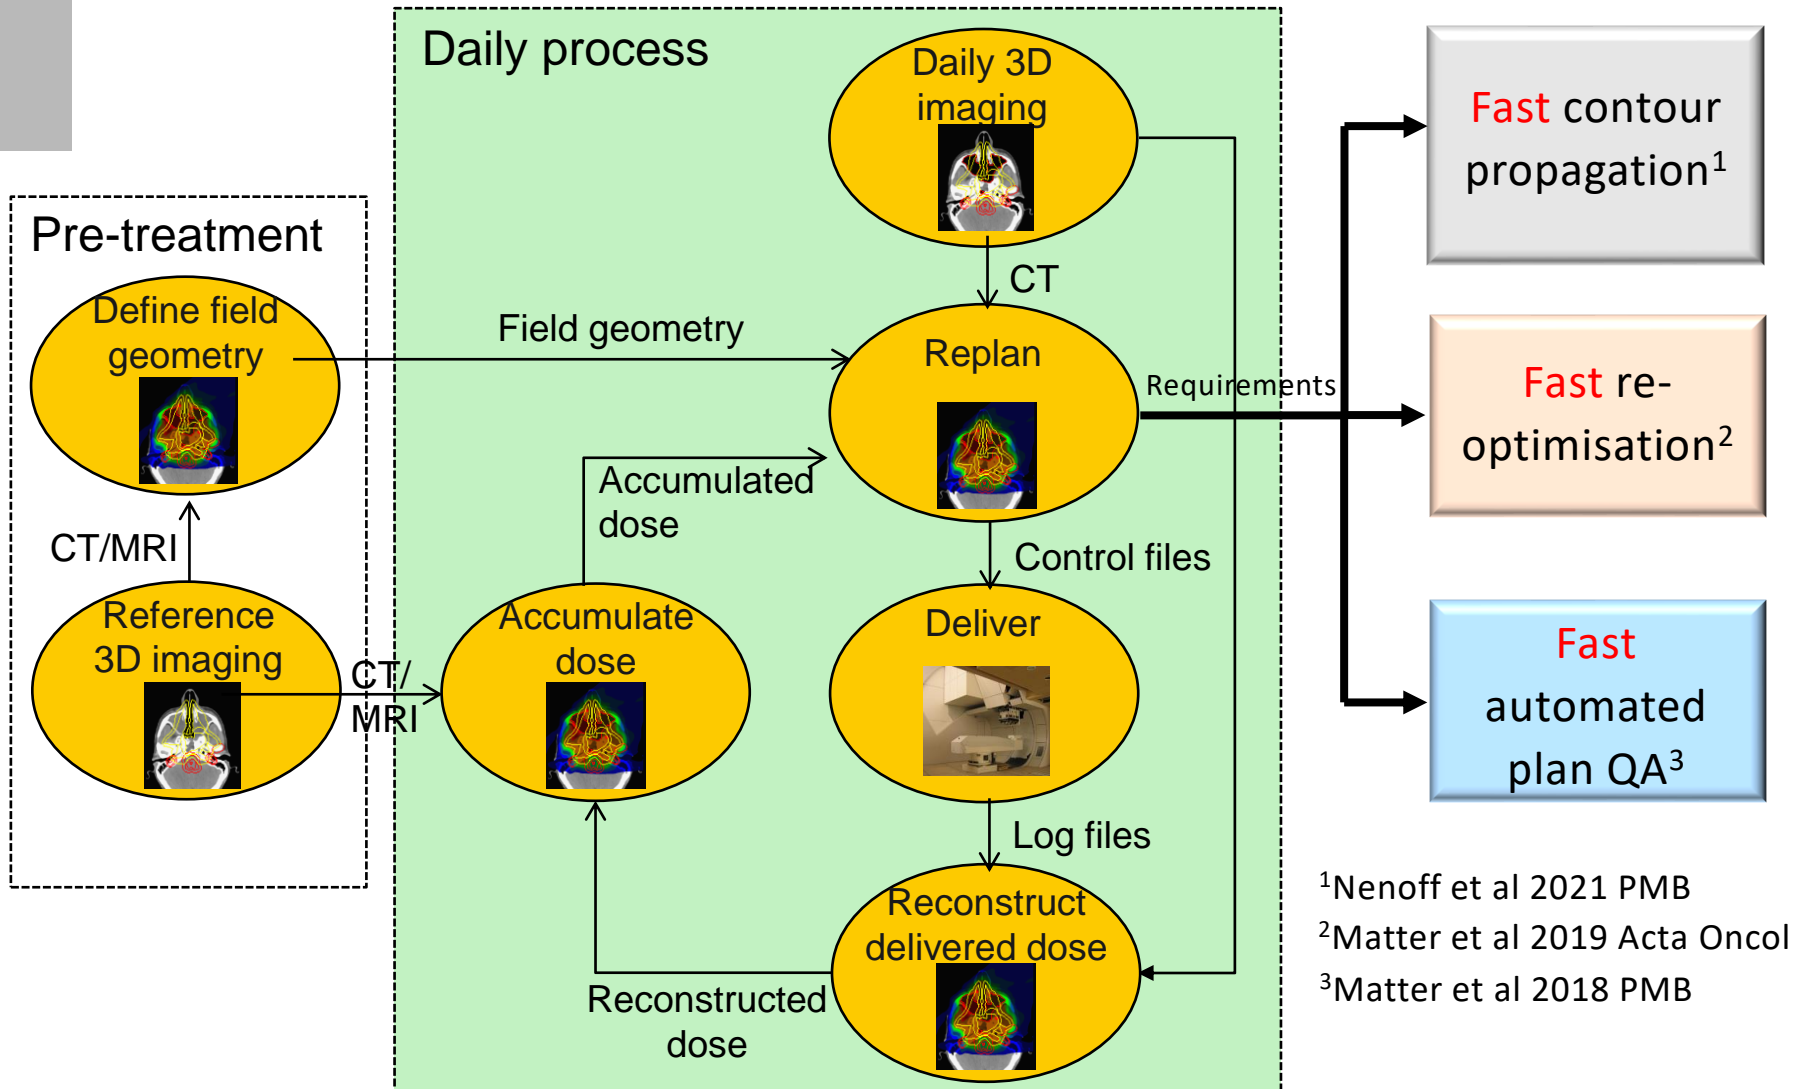 Daily process
Daily 3D
imaging
CT
Pre-treatment
Define field
geometry
Field geometry
Replan
Requirements
Accumulated
dose
CT/MRI
Control files
Reference
3D imaging
CT/
MRI
Accumulate
dose
Deliver
Log files
Reconstruct
delivered dose
Reconstructed
dose
Fast contour
propagation¹
Fast re-
optimisation²
Fast
automated
plan QA³
¹Nenoff et al 2021 PMB
²Matter et al 2019 Acta Oncol
³Matter et al 2018 PMB